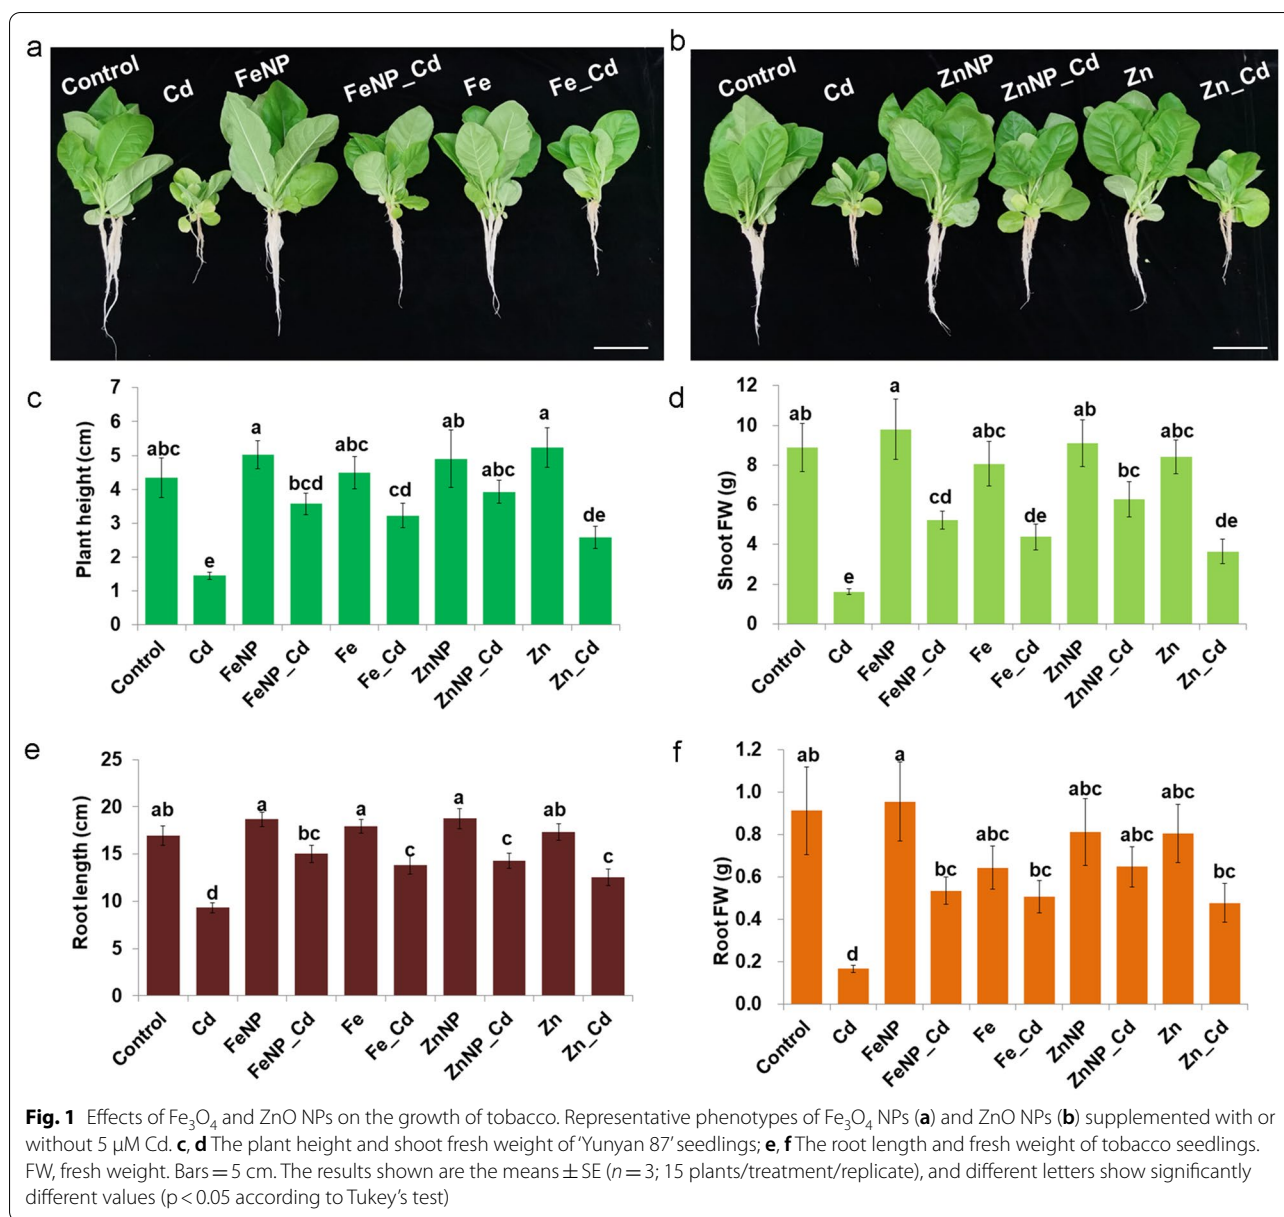 a
Control
Cd
FeNP
FeNP_Cd
Fe
Fe_Cd
b
Control
Cd
ZnNP
ZnNP_Cd
Zn
Zn_Cd
c
Plant height (cm)
7
6
5
4
3
2
1
0
abc
e
a
bcd
abc
cd
ab
abc
a
de
Control
Cd
FeNP
FeNP_Cd
Fe
Fe_Cd
ZnNP
ZnNP_Cd
Zn
Zn_Cd
d
Shoot FW (g)
12
10
8
6
4
2
0
ab
e
a
cd
abc
de
ab
bc
abc
de
Control
Cd
FeNP
FeNP_Cd
Fe
Fe_Cd
ZnNP
ZnNP_Cd
Zn
Zn_Cd
e
Root length (cm)
25
20
15
10
5
0
ab
d
a
bc
a
c
a
c
ab
c
Control
Cd
FeNP
FeNP_Cd
Fe
Fe_Cd
ZnNP
ZnNP_Cd
Zn
Zn_Cd
f
Root FW (g)
1.2
1.0
0.8
0.6
0.4
0.2
0.0
ab
d
a
bc
abc
bc
abc
abc
abc
bc
Control
Cd
FeNP
FeNP_Cd
Fe
Fe_Cd
ZnNP
ZnNP_Cd
Zn
Zn_Cd
Fig. 1 Effects of Fe₃O₄ and ZnO NPs on the growth of tobacco. Representative phenotypes of Fe₃O₄ NPs (a) and ZnO NPs (b) supplemented with or
without 5 µM Cd. c, d The plant height and shoot fresh weight of 'Yunyan 87' seedlings; e, f The root length and fresh weight of tobacco seedlings.
FW, fresh weight. Bars = 5 cm. The results shown are the means ± SE (n = 3; 15 plants/treatment/replicate), and different letters show significantly
different values (p < 0.05 according to Tukey's test)